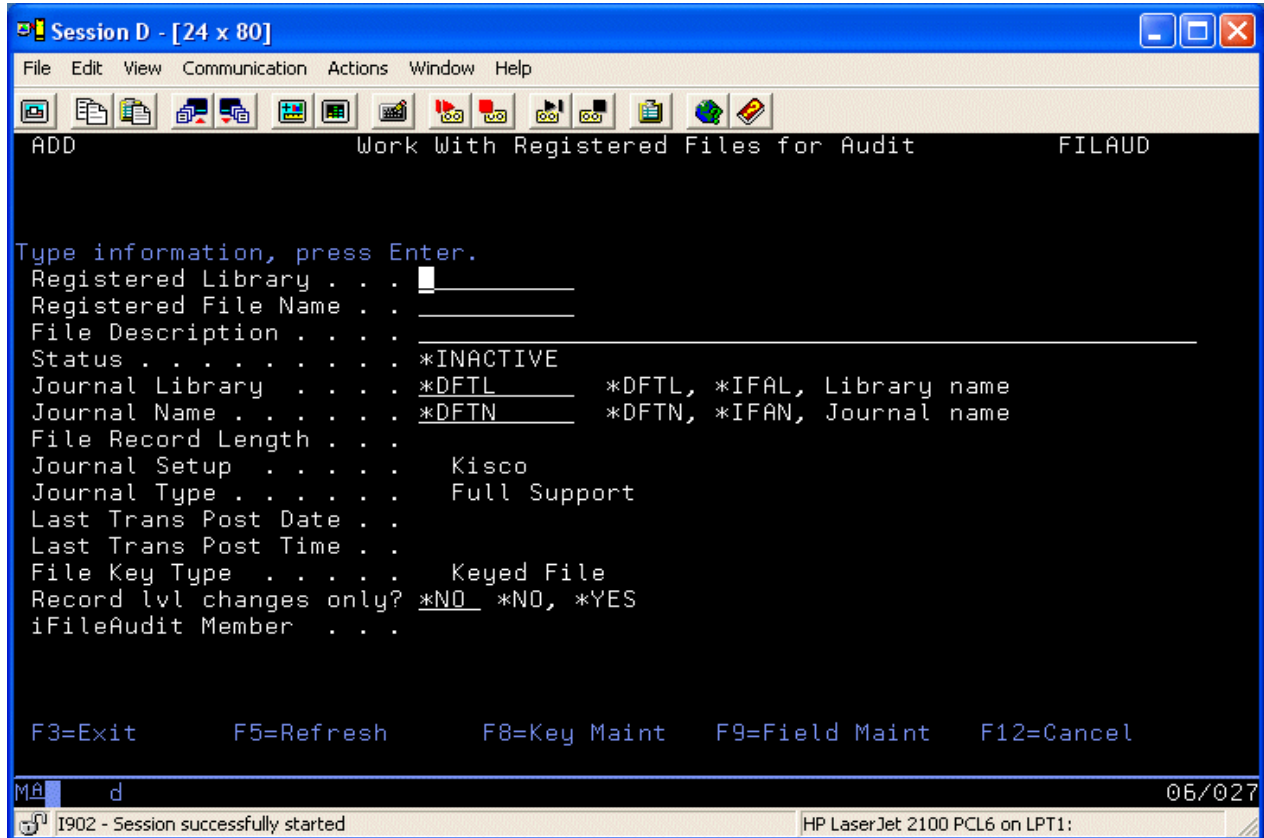 Session D - [24 x 80]
File Edit View Communication Actions Window Help
ADD Work With Registered Files for Audit FILAUD
Type information, press Enter.
Registered Library . . .
Registered File Name . .
File Description . . . .
Status . . . . . . . . . *INACTIVE
Journal Library . . . . *DFTL *DFTL, *IFAL, Library name
Journal Name . . . . . . *DFTN *DFTN, *IFAN, Journal name
File Record Length . . .
Journal Setup . . . . . Kisco
Journal Type . . . . . . Full Support
Last Trans Post Date . .
Last Trans Post Time . .
File Key Type . . . . . Keyed File
Record lvl changes only? *NO *NO, *YES
iFileAudit Member . . .
F3=Exit F5=Refresh F8=Key Maint F9=Field Maint F12=Cancel
MA d 06/027
I902 - Session successfully started HP LaserJet 2100 PCL6 on LPT1: